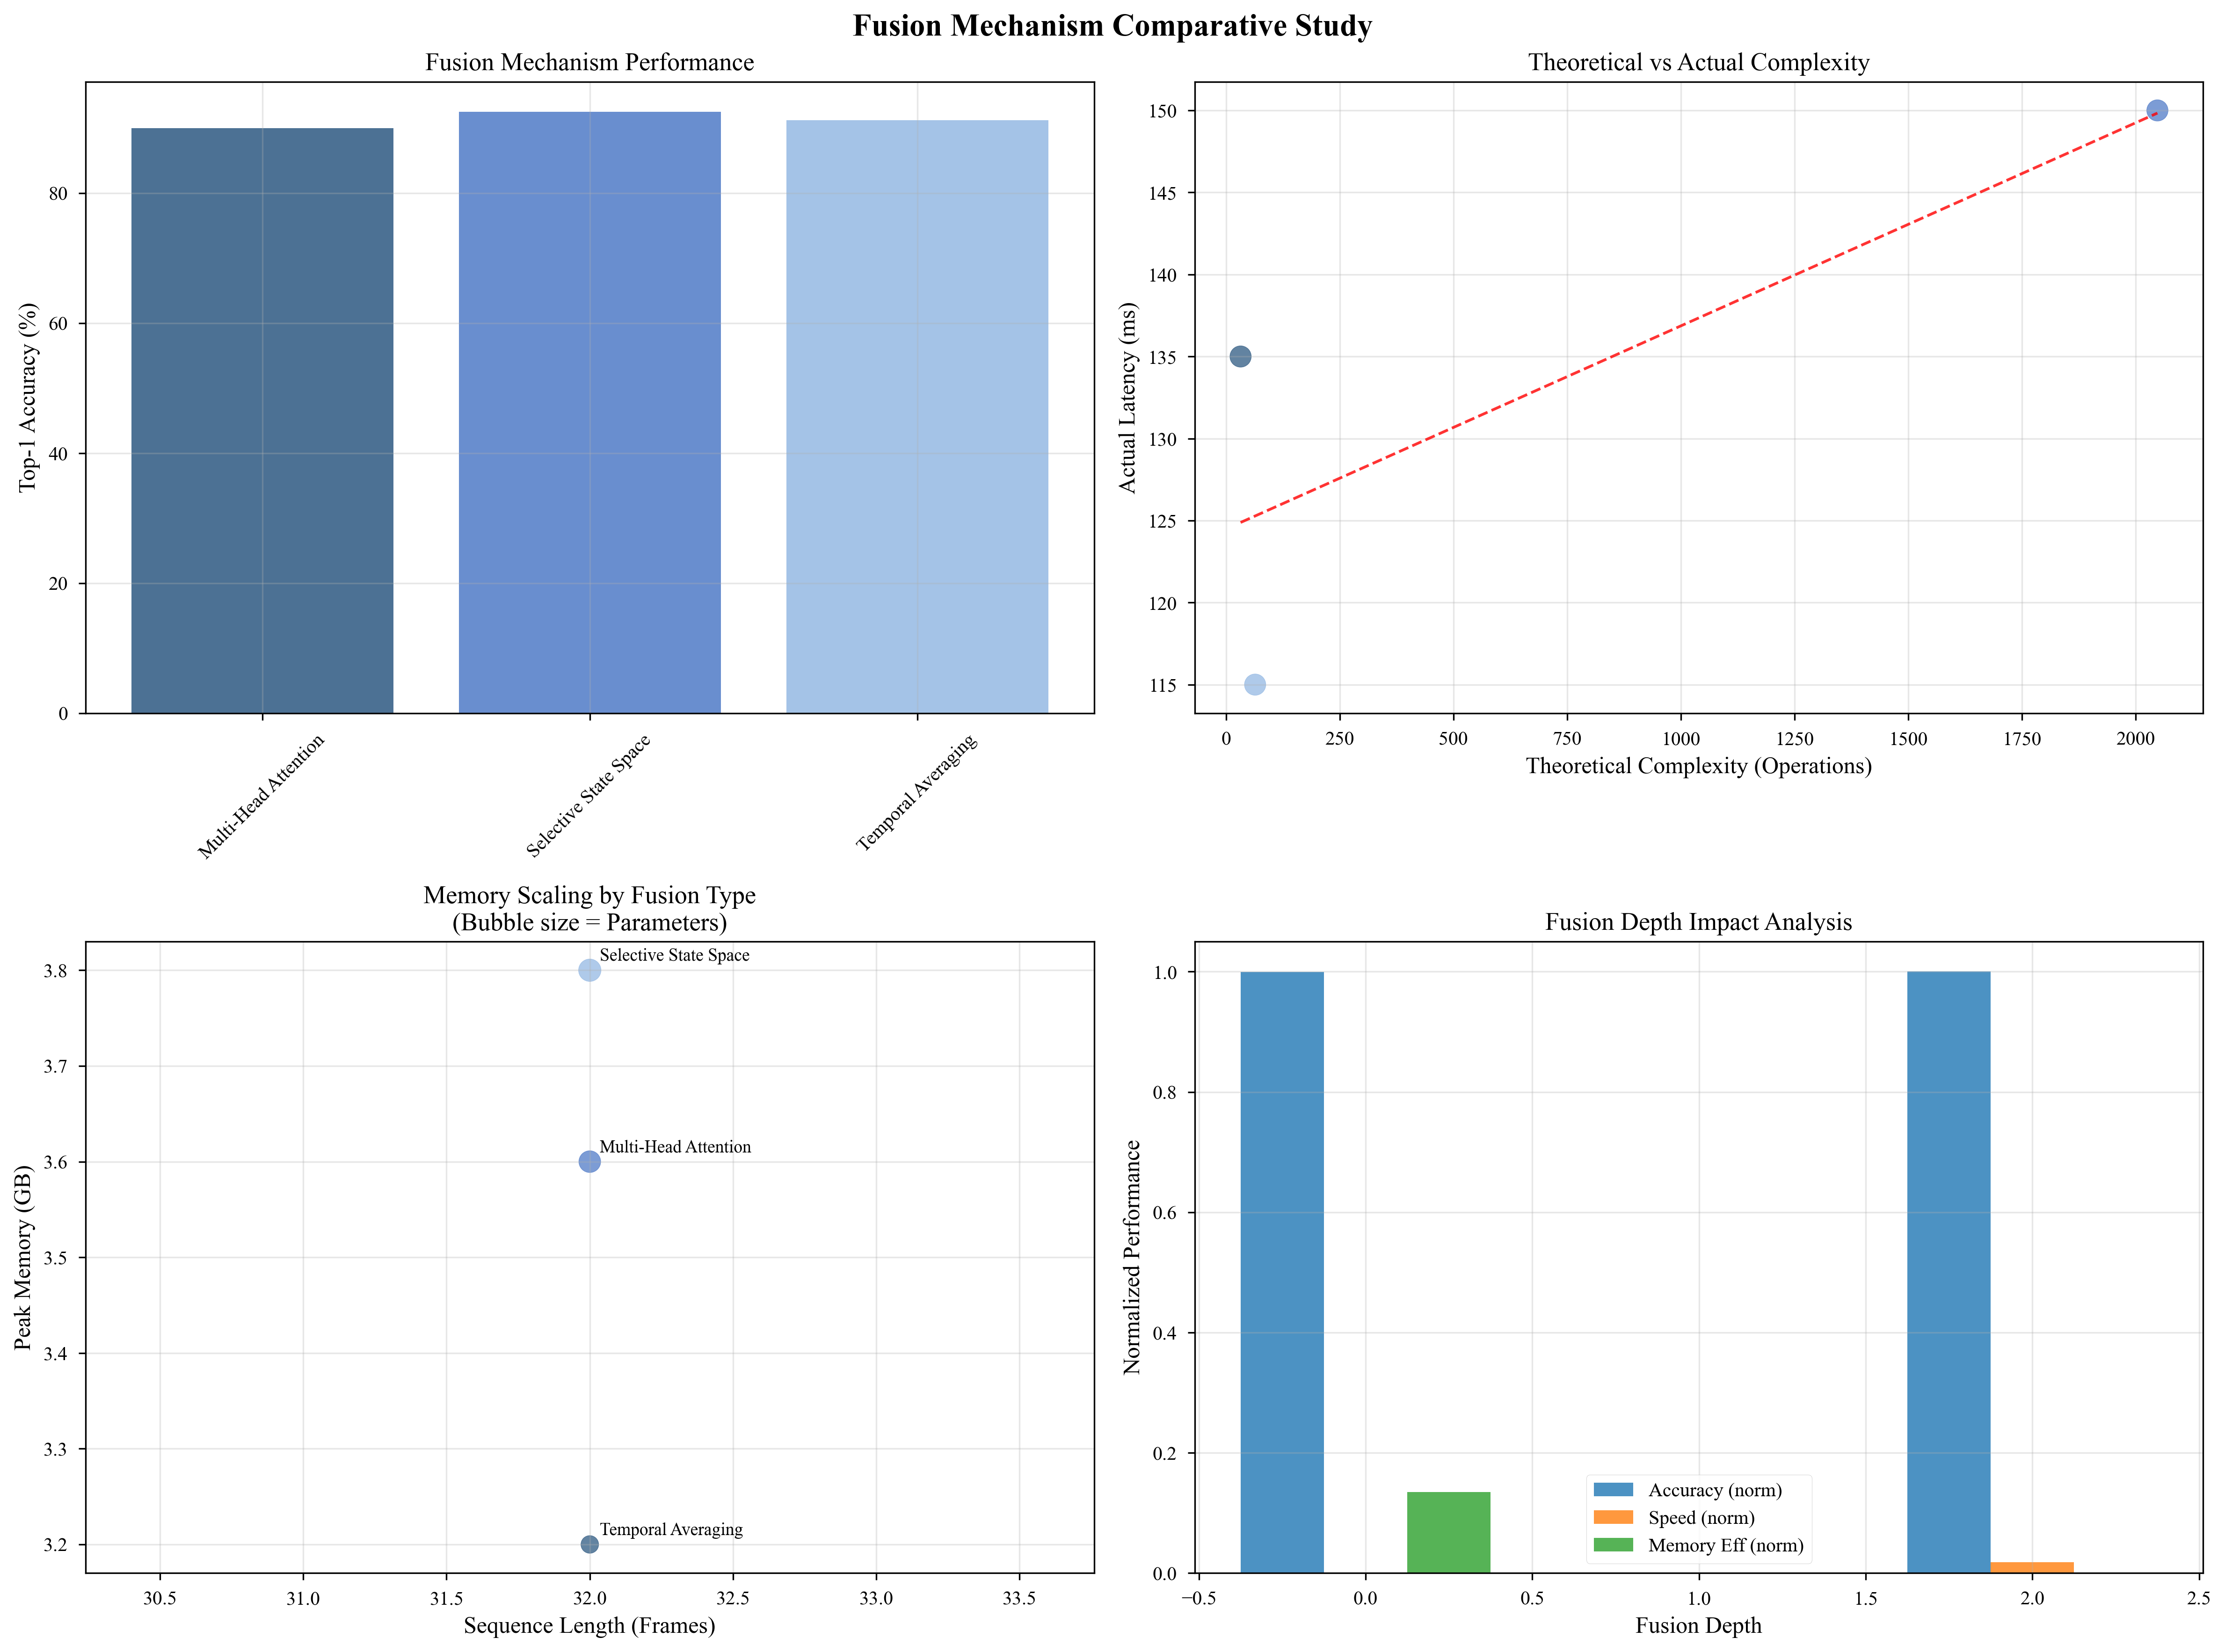 Fusion Mechanism Comparative Study
Fusion Mechanism Performance
Top-1 Accuracy (%)
80
60
40
20
0
Multi-Head Attention
Selective State Space
Temporal Averaging
Theoretical vs Actual Complexity
Actual Latency (ms)
150
145
140
135
130
125
120
115
0 250 500 750 1000 1250 1500 1750 2000
Theoretical Complexity (Operations)
Memory Scaling by Fusion Type
(Bubble size = Parameters)
Peak Memory (GB)
3.8
3.7
3.6
3.5
3.4
3.3
3.2
Selective State Space
Multi-Head Attention
Temporal Averaging
30.5 31.0 31.5 32.0 32.5 33.0 33.5
Sequence Length (Frames)
Fusion Depth Impact Analysis
Normalized Performance
1.0
0.8
0.6
0.4
0.2
0.0
Accuracy (norm)
Speed (norm)
Memory Eff (norm)
−0.5 0.0 0.5 1.0 1.5 2.0 2.5
Fusion Depth